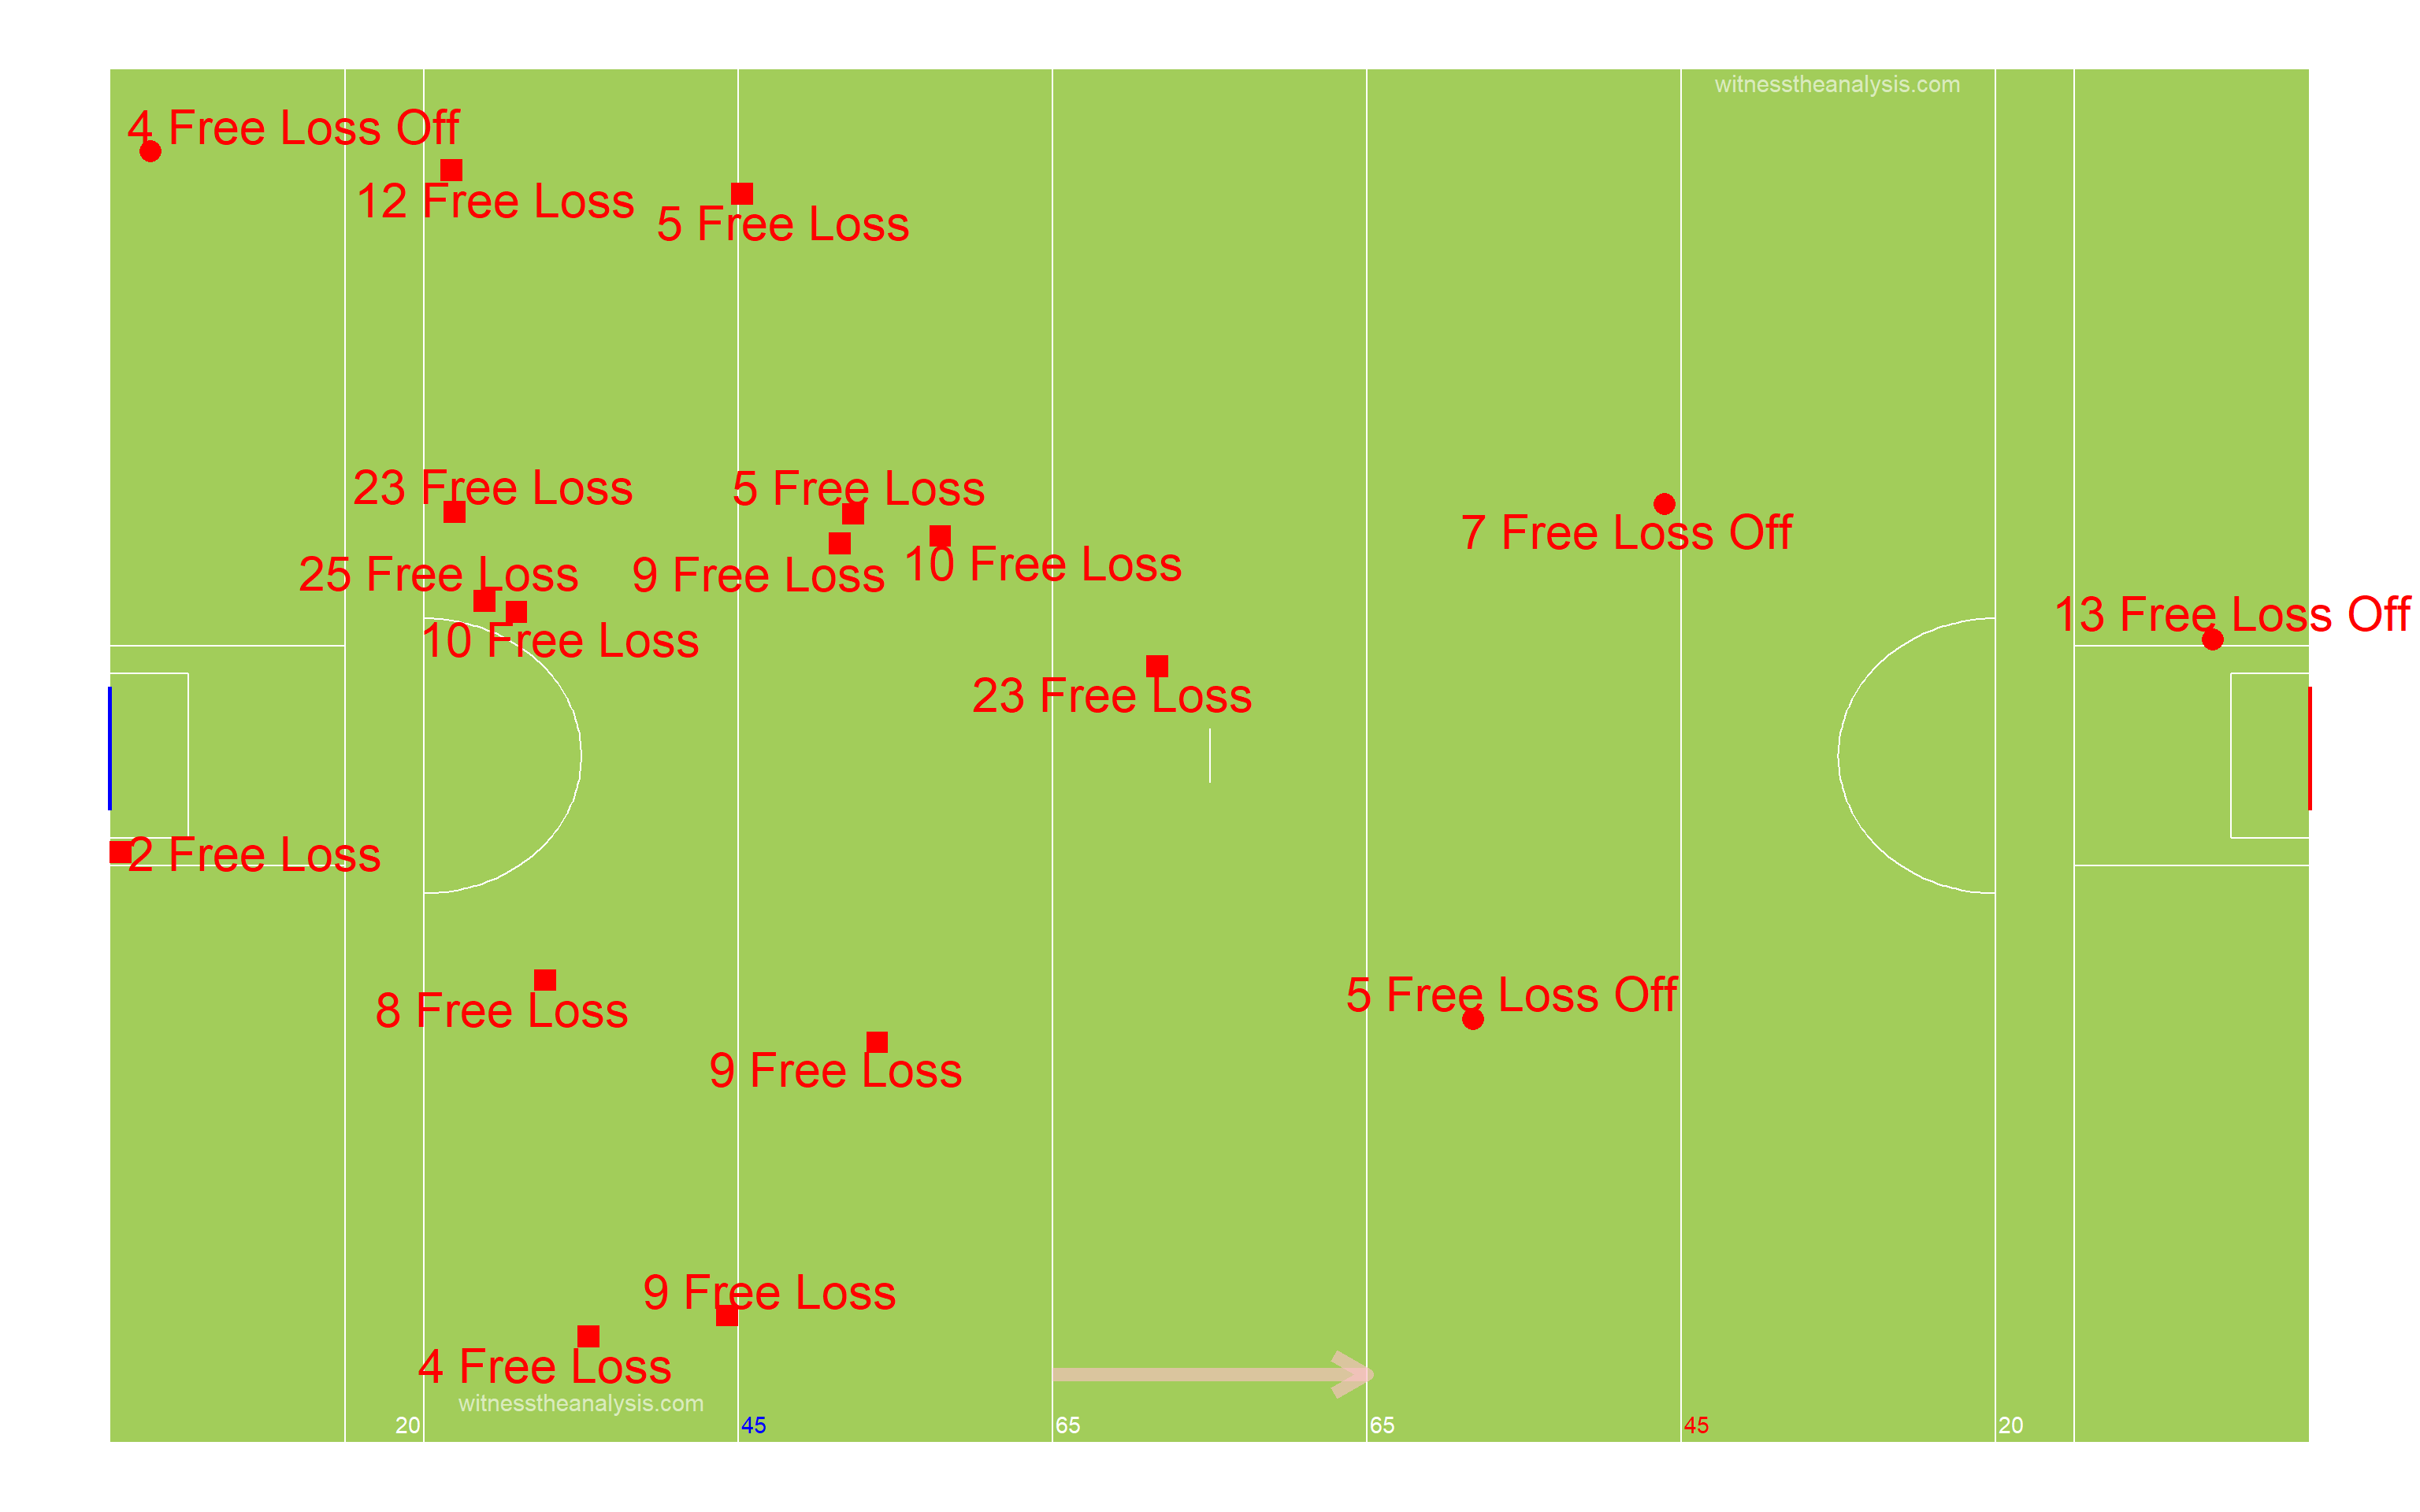 witnesstheanalysis.com
4 Free Loss Off
12 Free Loss
5 Free Loss
23 Free Loss
5 Free Loss
7 Free Loss Off
25 Free Loss
9 Free Loss
10 Free Loss
13 Free Loss Off
10 Free Loss
23 Free Loss
2 Free Loss
8 Free Loss
5 Free Loss Off
9 Free Loss
9 Free Loss
4 Free Loss
witnesstheanalysis.com
20
45
65
65
45
20